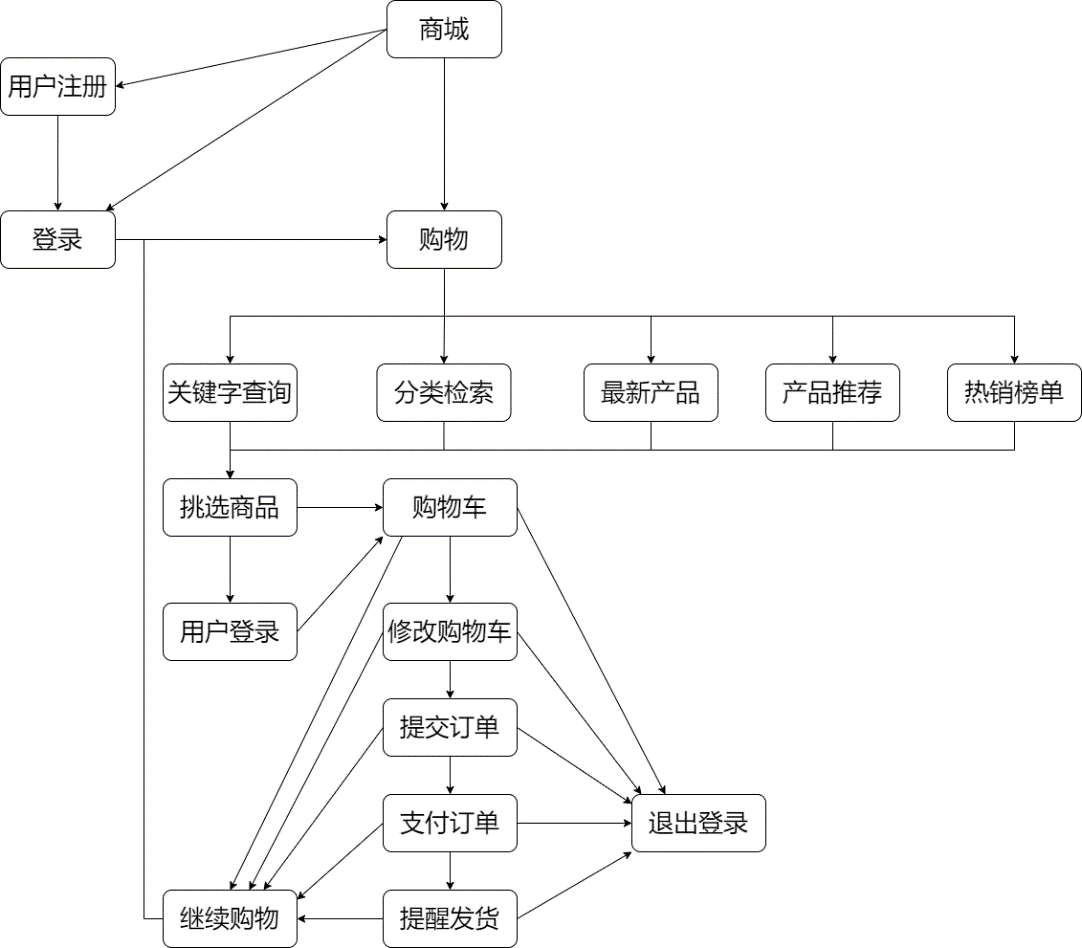 商城
用户注册
登录
购物
关键字查询
分类检索
最新产品
产品推荐
热销榜单
挑选商品
购物车
用户登录
修改购物车
提交订单
支付订单
退出登录
继续购物
提醒发货